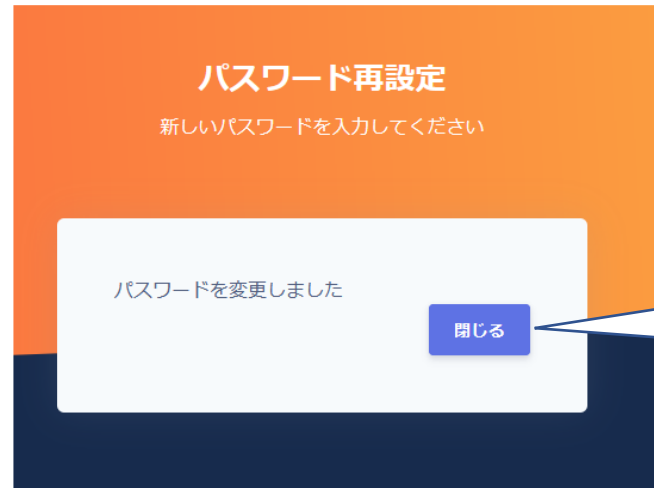 パスワード再設定
新しいパスワードを入力してください
パスワードを変更しました
閉じる